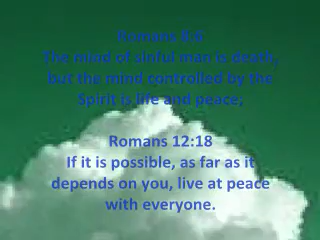 Romans 8:6
The mind of sinful man is death,
but the mind controlled by the
Spirit is life and peace;
Romans 12:18
If it is possible, as far as it
depends on you, live at peace
with everyone.